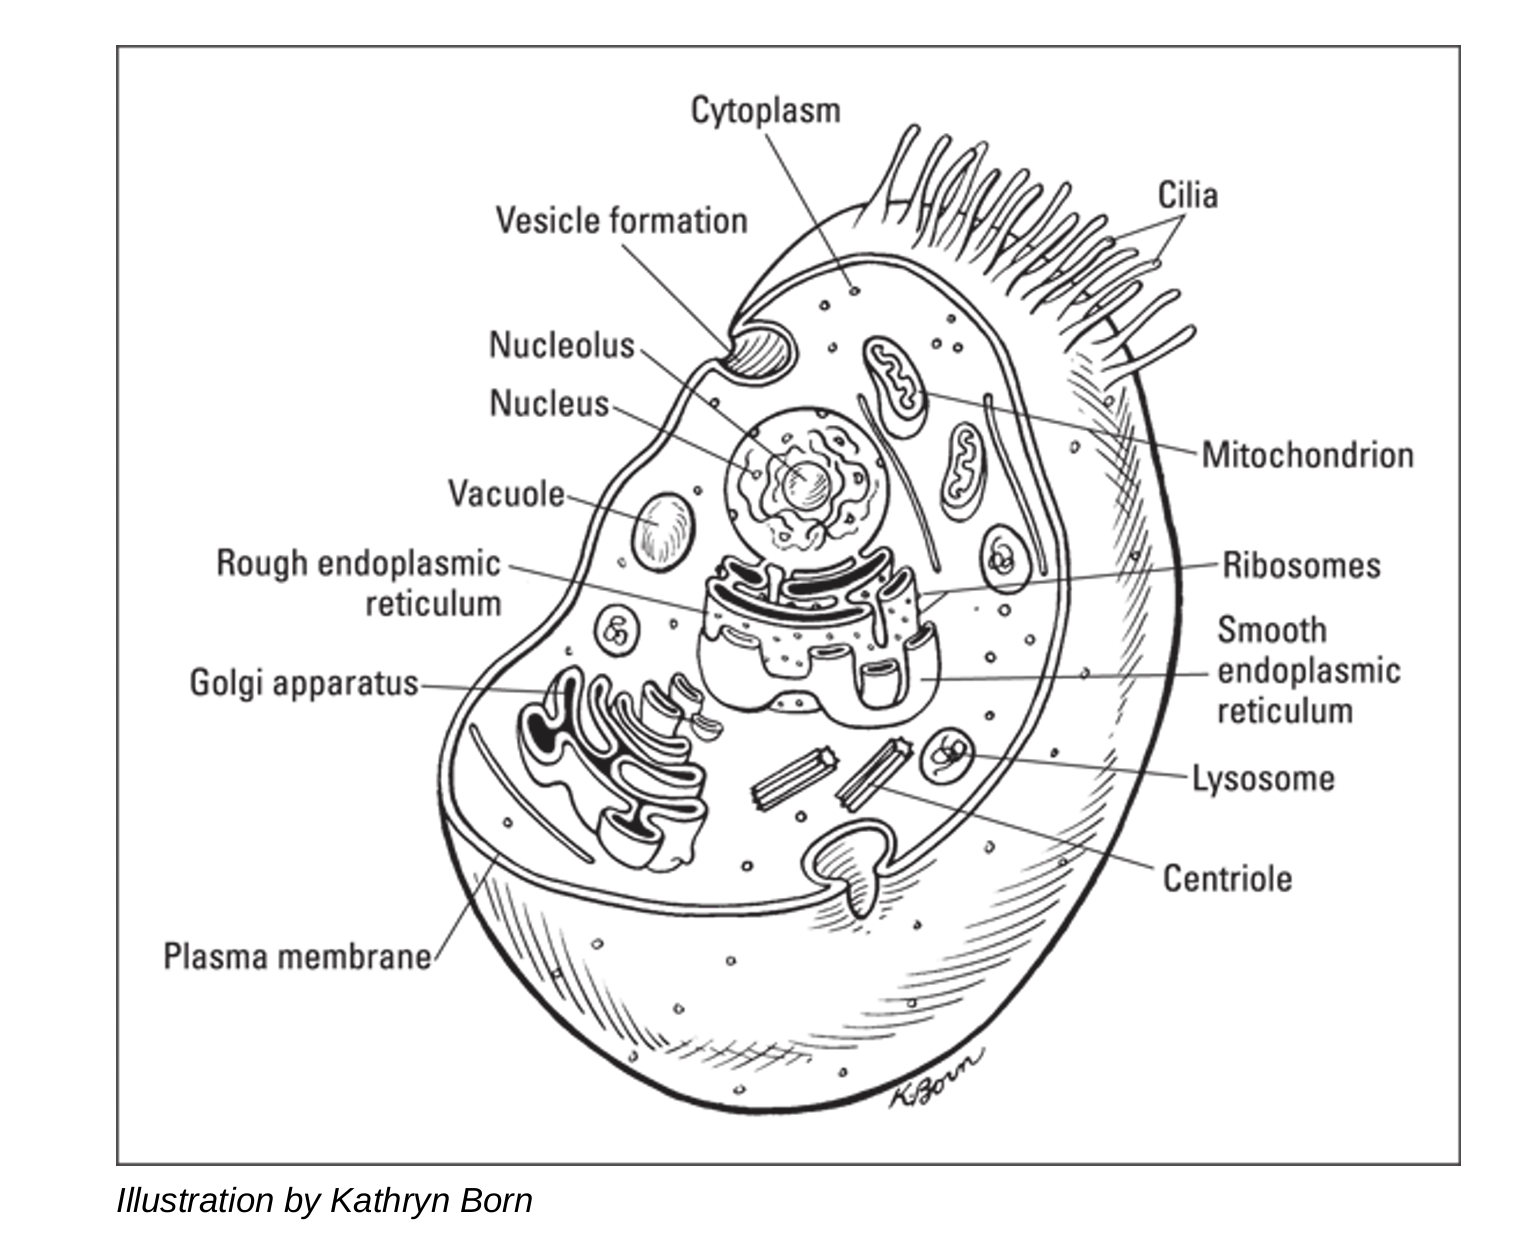 Cytoplasm
Cilia
Vesicle formation
Nucleolus
Nucleus
Mitochondrion
Vacuole
Rough endoplasmic
reticulum
Ribosomes
Smooth
endoplasmic
reticulum
Golgi apparatus
Lysosome
Centriole
Plasma membrane
K.Born
Illustration by Kathryn Born